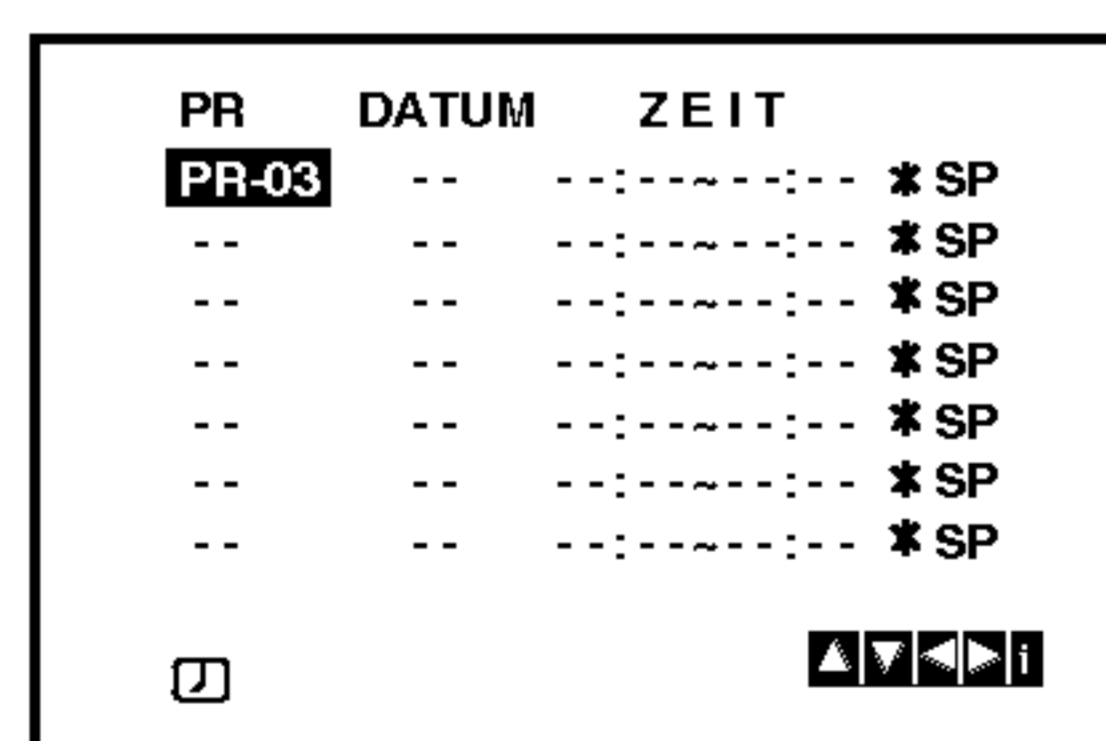 PR DATUM ZEIT
PR-03 -- --:--~--:-- * SP
-- -- --:--~--:-- * SP
-- -- --:--~--:-- * SP
-- -- --:--~--:-- * SP
-- -- --:--~--:-- * SP
-- -- --:--~--:-- * SP
-- -- --:--~--:-- * SP
▲ ▼ ◀ ▶ i